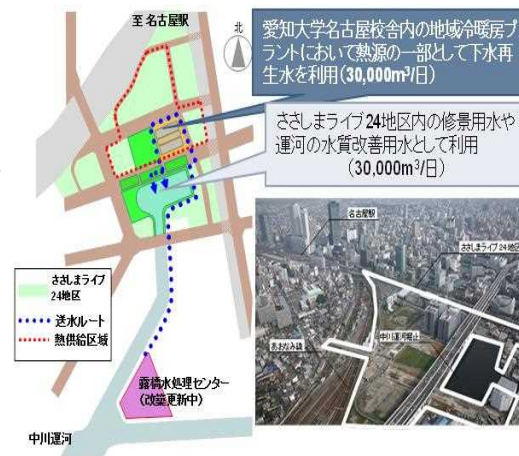 至 名古屋駅
北
愛知大学名古屋校舎内の地域冷暖房プ
ラントにおいて熱源の一部として下水再
生水を利用(30,000m³/日)
ささしまライブ24地区内の修景用水や
運河の水質改善用水として利用
(30,000m³/日)
ささしまライブ
24地区
送水ルート
熱供給区域
露橋水処理センター
(改築更新中)
中川運河
名古屋駅
ささしまライブ24地区
あおなみ線
中川運河堀止